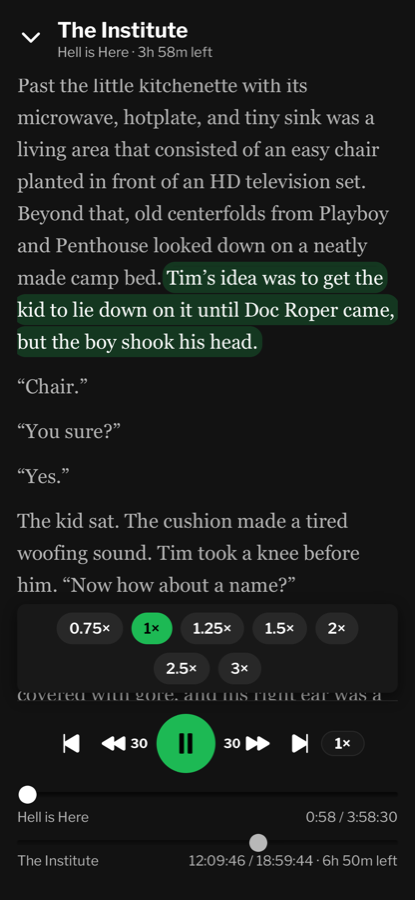 The Institute
Hell is Here · 3h 58m left
Past the little kitchenette with its
microwave, hotplate, and tiny sink was a
living area that consisted of an easy chair
planted in front of an HD television set.
Beyond that, old centerfolds from Playboy
and Penthouse looked down on a neatly
made camp bed. Tim’s idea was to get the
kid to lie down on it until Doc Roper came,
but the boy shook his head.
“Chair.”
“You sure?”
“Yes.”
The kid sat. The cushion made a tired
woofing sound. Tim took a knee before
him. “Now how about a name?”
0.75× 1× 1.25× 1.5× 2×
2.5× 3×
covered with gore, and his right ear was a
30 30 1×
Hell is Here 0:58 / 3:58:30
The Institute 12:09:46 / 18:59:44 · 6h 50m left